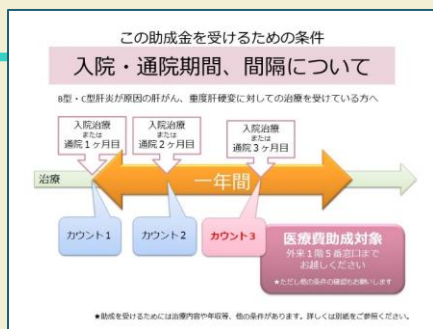 この助成金を受けるための条件
入院・通院期間、間隔について
B型・C型肝炎が原因の肝がん、重度肝硬変に対しての治療を受けている方へ
入院治療
または
通院1ヶ月目
入院治療
または
通院2ヶ月目
入院治療
または
通院3ヶ月目
治療
一年間
カウント1
カウント2
カウント3
医療費助成対象
外来1階5番窓口まで
お越しください
★ただし他の条件の確認もお願いします
★助成を受けるためには治療内容や年収等、他の条件があります。詳しくは別紙をご参照ください。